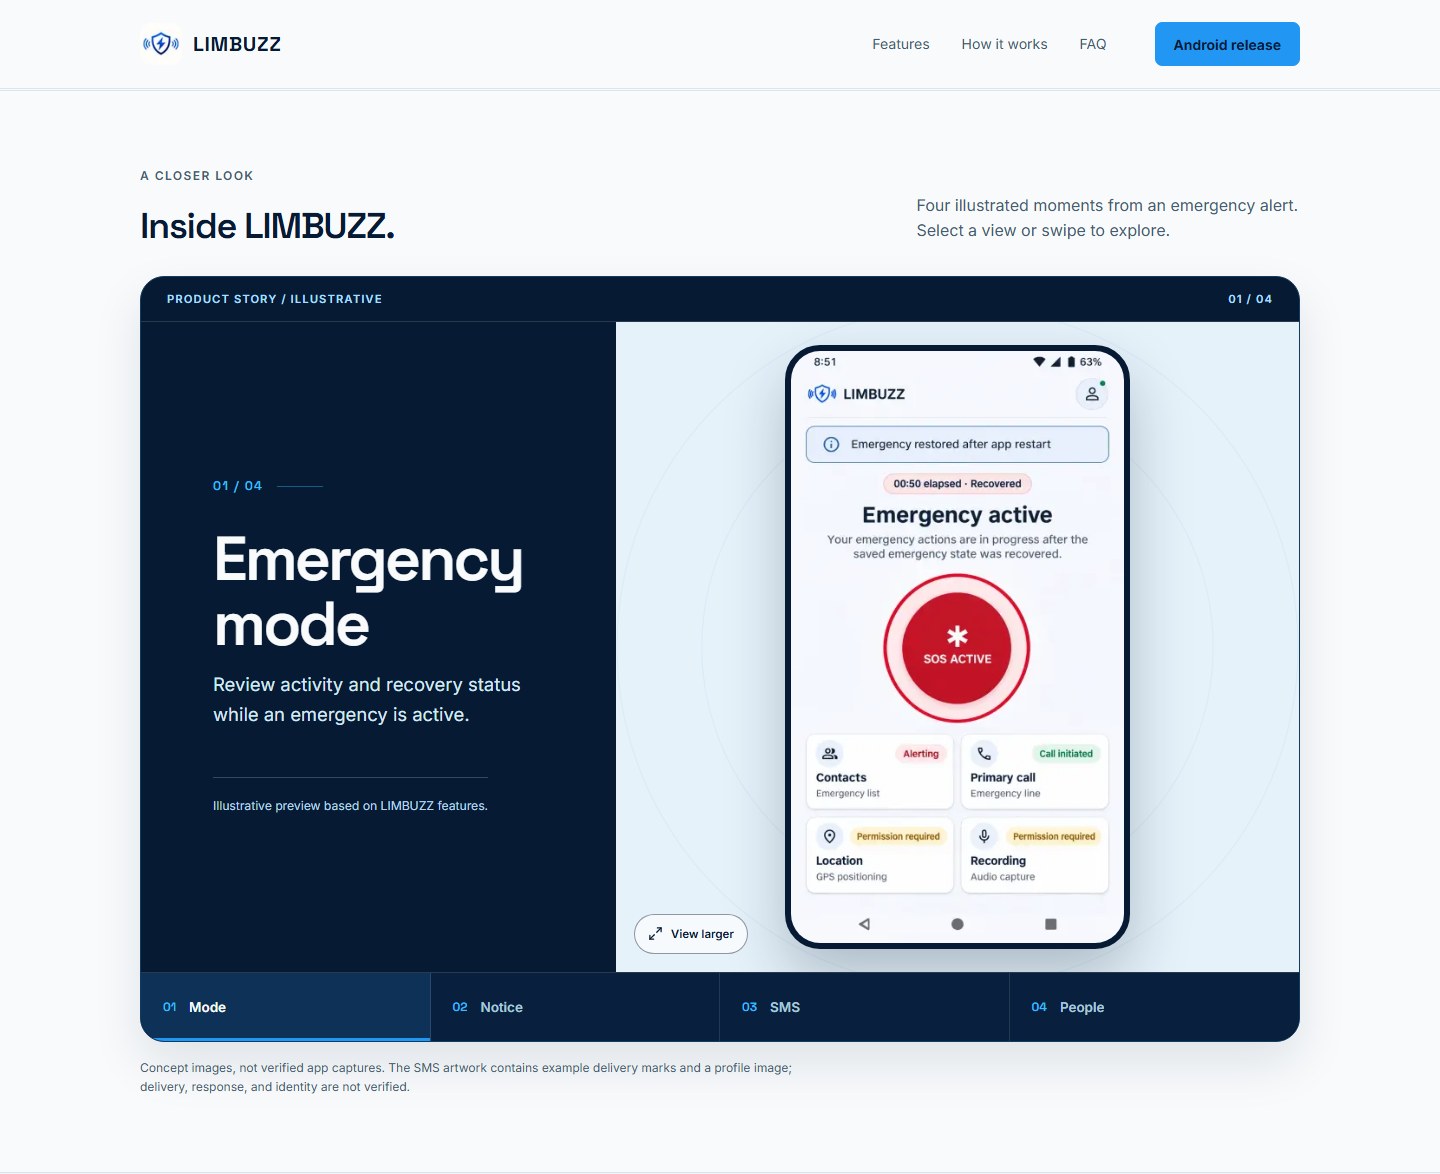 LIMBUZZ
Features
How it works
FAQ
Android release
A CLOSER LOOK
Inside LIMBUZZ.
Four illustrated moments from an emergency alert.
Select a view or swipe to explore.
PRODUCT STORY / ILLUSTRATIVE
01 / 04
01 / 04
Emergency
mode
Review activity and recovery status
while an emergency is active.
Illustrative preview based on LIMBUZZ features.
8:51
63%
LIMBUZZ
Emergency restored after app restart
00:50 elapsed · Recovered
Emergency active
Your emergency actions are in progress after the
saved emergency state was recovered.
SOS ACTIVE
Alerting
Contacts
Emergency list
Call initiated
Primary call
Emergency line
Permission required
Location
GPS positioning
Permission required
Recording
Audio capture
View larger
01 Mode
02 Notice
03 SMS
04 People
Concept images, not verified app captures. The SMS artwork contains example delivery marks and a profile image;
delivery, response, and identity are not verified.